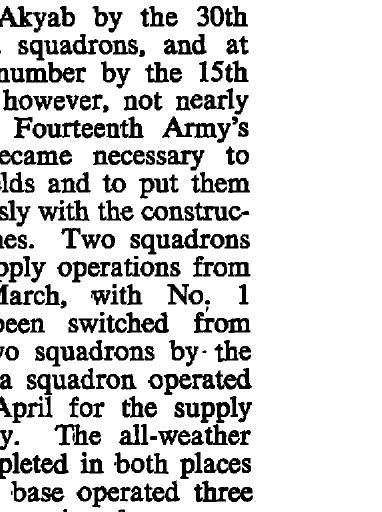 Akyab by the 30th
squadrons, and at
number by the 15th
however, not nearly
Fourteenth Army's
ecame necessary to
lds and to put them
sly with the construc-
es. Two squadrons
pply operations from
March, with No. 1
been switched from
vo squadrons by the
a squadron operated
April for the supply
y. The all-weather
pleted in both places
base operated three